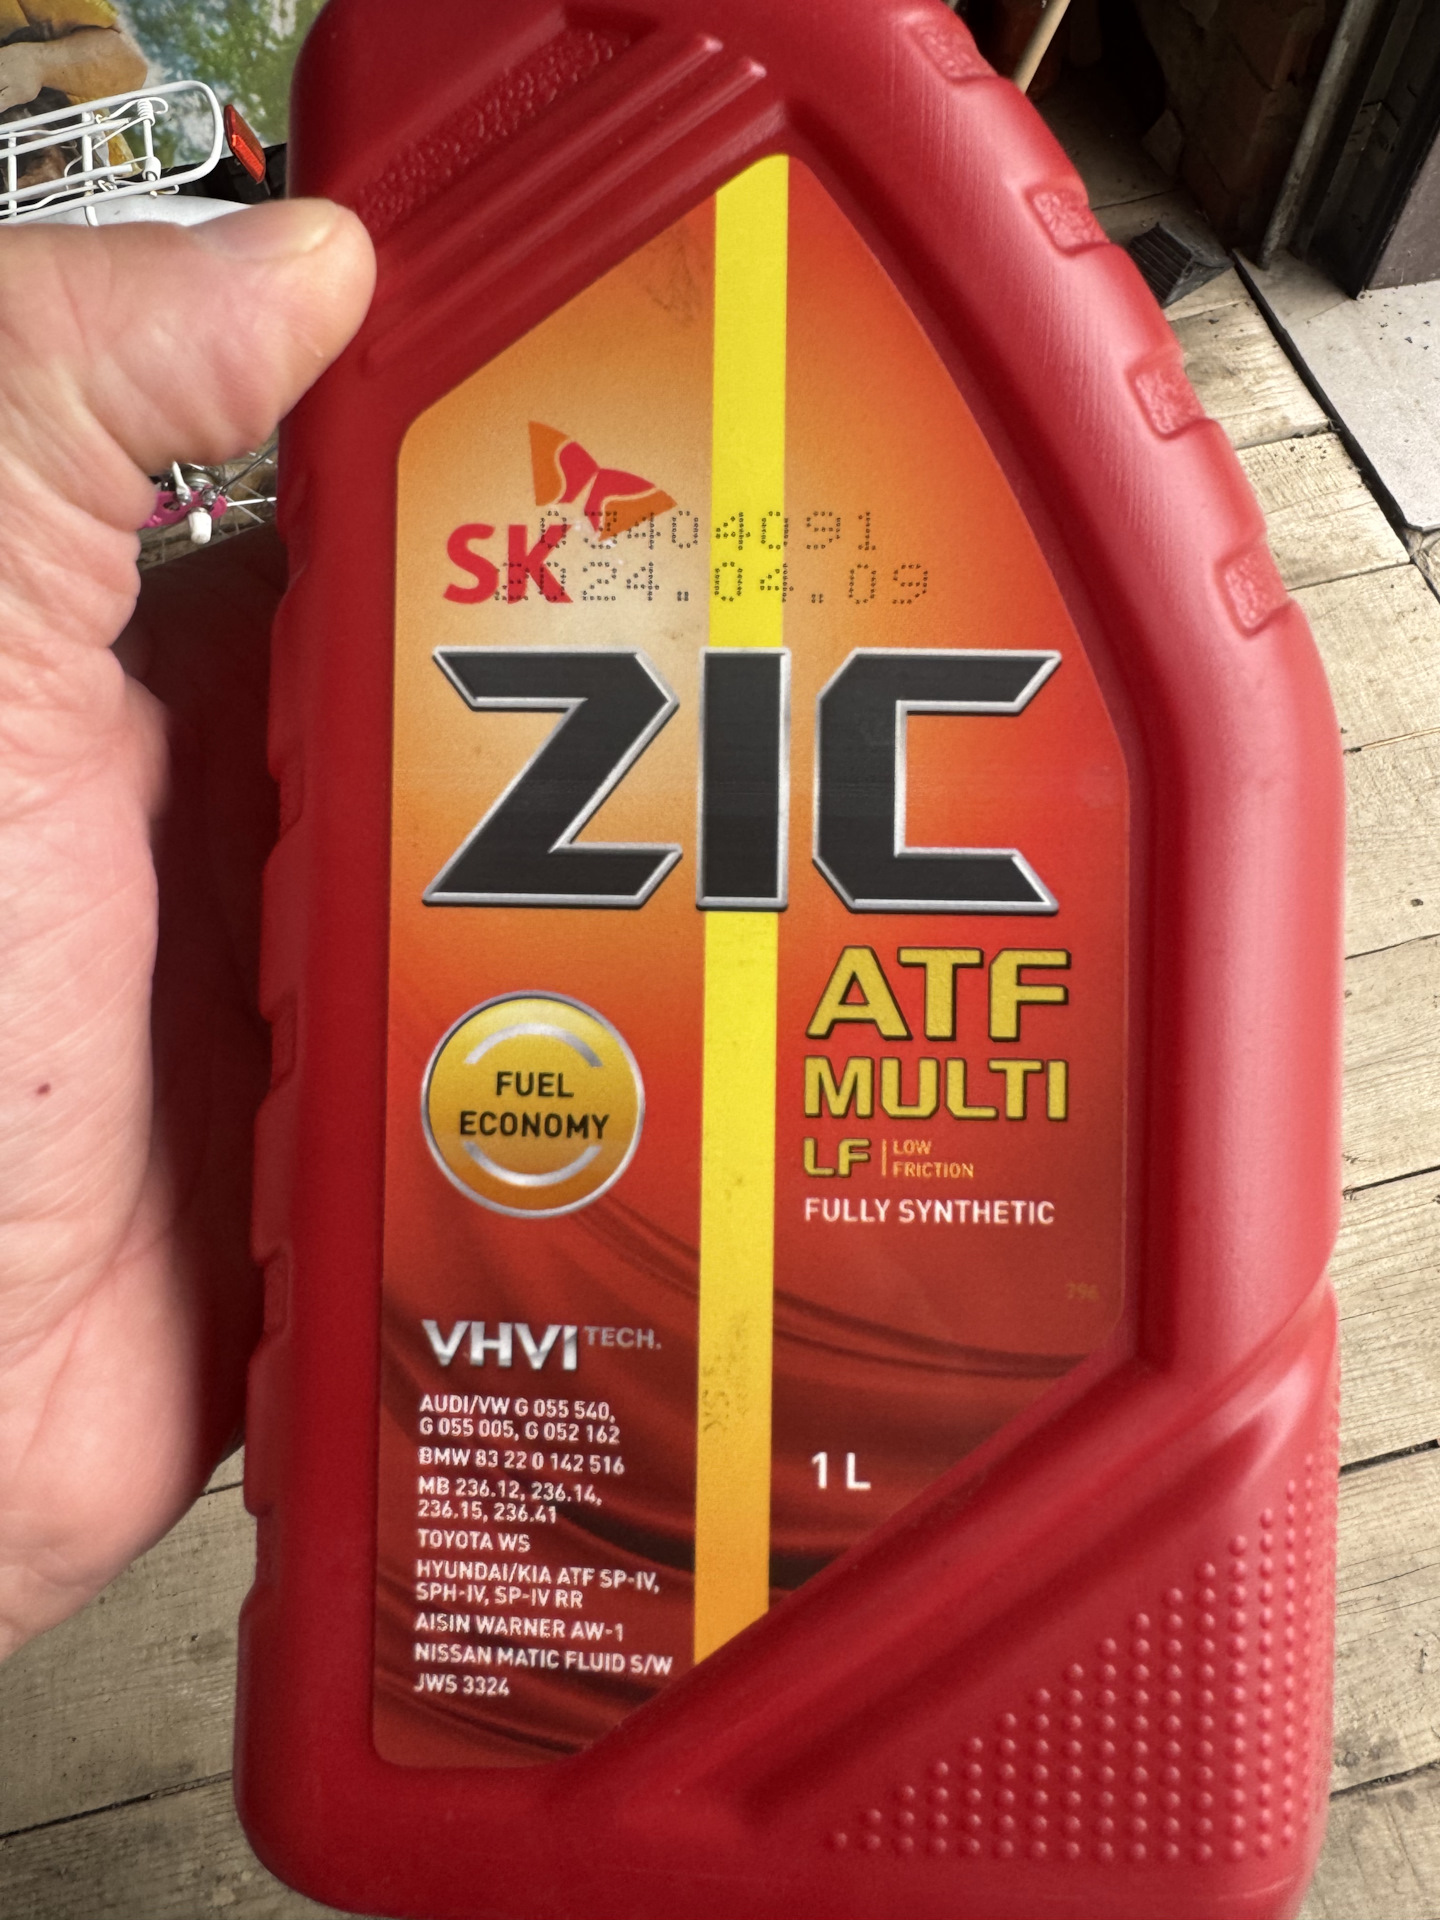 SK
2024.04.09
ZIC
ATF
MULTI
LF LOW
FRICTION
FULLY SYNTHETIC
FUEL
ECONOMY
VHVI TECH.
AUDI/VW G 055 540,
G 055 005, G 052 162
BMW 83 22 0 142 516
MB 236.12, 236.14,
236.15, 236.41
TOYOTA WS
HYUNDAI/KIA ATF SP-IV,
SPH-IV, SP-IV RR
AISIN WARNER AW-1
NISSAN MATIC FLUID S/W
JWS 3324
1 L